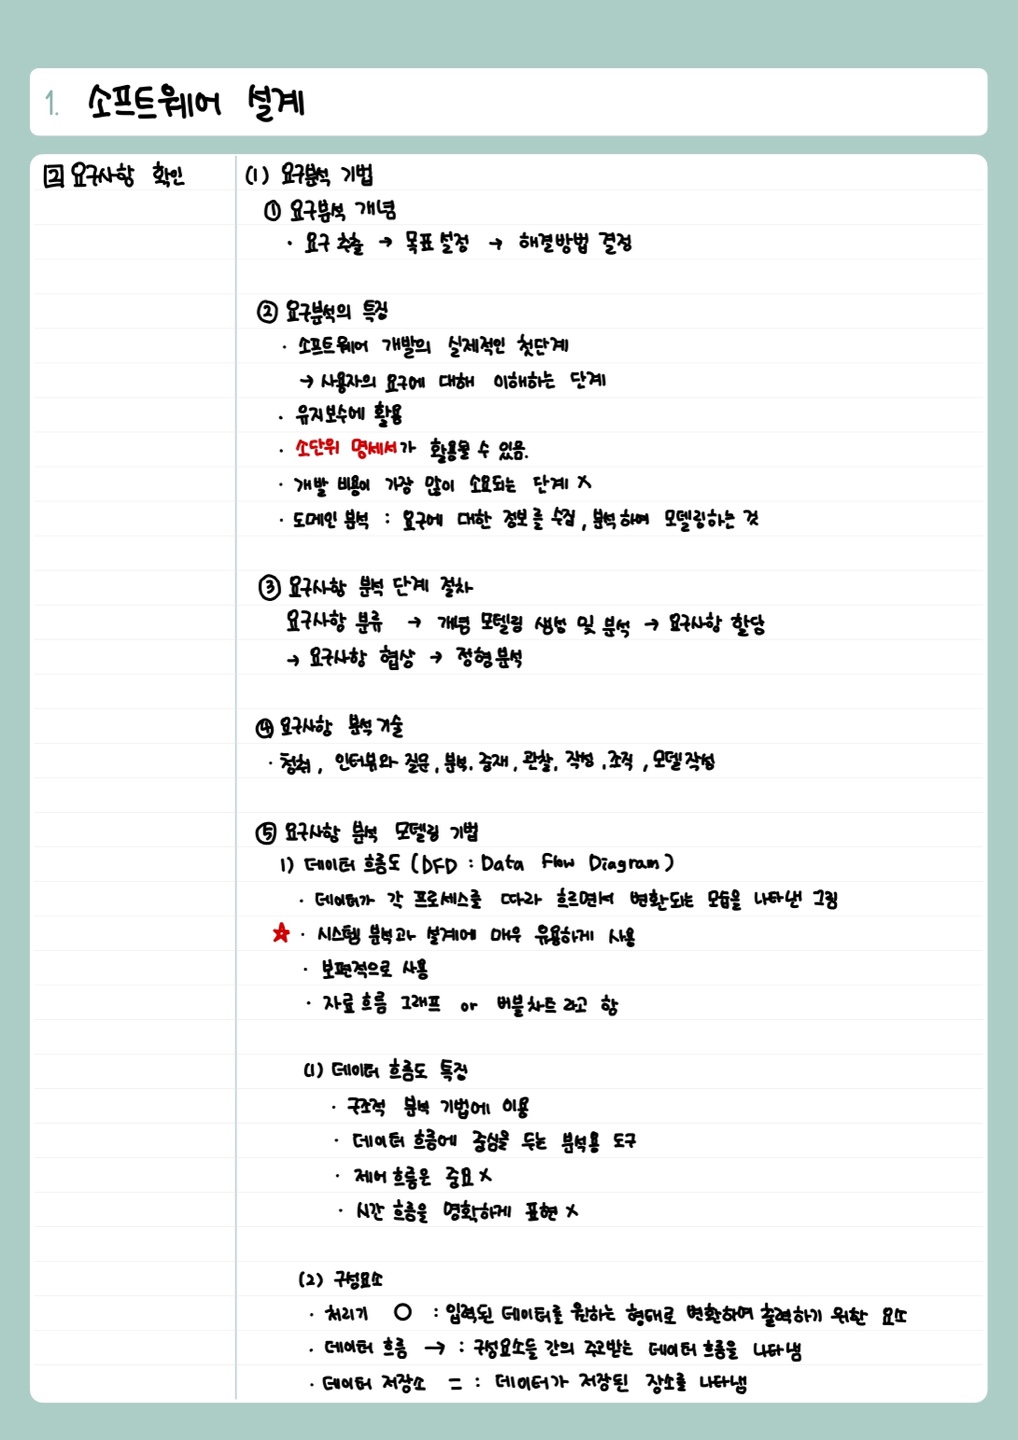 1. 소프트웨어 설계
[2] 요구사항 확인
(1) 요구분석 기법
① 요구분석 개념
· 요구 추출 → 목표 설정 → 해결방법 결정
② 요구분석의 특징
· 소프트웨어 개발의 실제적인 첫단계
→ 사용자의 요구에 대해 이해하는 단계
· 유지보수에 활용
· 소단위 명세서가 활용될 수 있음.
· 개발 비용이 가장 많이 소요되는 단계 X
· 도메인 분석 : 요구에 대한 정보를 수집, 분석하여 모델링하는 것
③ 요구사항 분석 단계 절차
요구사항 분류 → 개념 모델링 생성 및 분석 → 요구사항 할당
→ 요구사항 협상 → 정형분석
④ 요구사항 분석기술
· 청취, 인터뷰와 질문, 분석, 중재, 관찰, 작성, 조직, 모델 작성
⑤ 요구사항 분석 모델링 기법
1) 데이터 흐름도 (DFD : Data Flow Diagram)
· 데이터가 각 프로세스를 따라 흐르면서 변환되는 모습을 나타낸 그림
☆ · 시스템 분석과 설계에 매우 유용하게 사용
· 보편적으로 사용
· 자료 흐름 그래프 or 버블차트 라고 함
(1) 데이터 흐름도 특징
· 구조적 분석 기법에 이용
· 데이터 흐름에 중심을 두는 분석용 도구
· 제어 흐름은 중요 X
· 시간 흐름을 명확하게 표현 X
(2) 구성요소
· 처리기 ○ : 입력된 데이터를 원하는 형태로 변환하여 출력하기 위한 요소
· 데이터 흐름 → : 구성요소들 간의 주고받는 데이터 흐름을 나타냄
· 데이터 저장소 = : 데이터가 저장된 장소를 나타냄